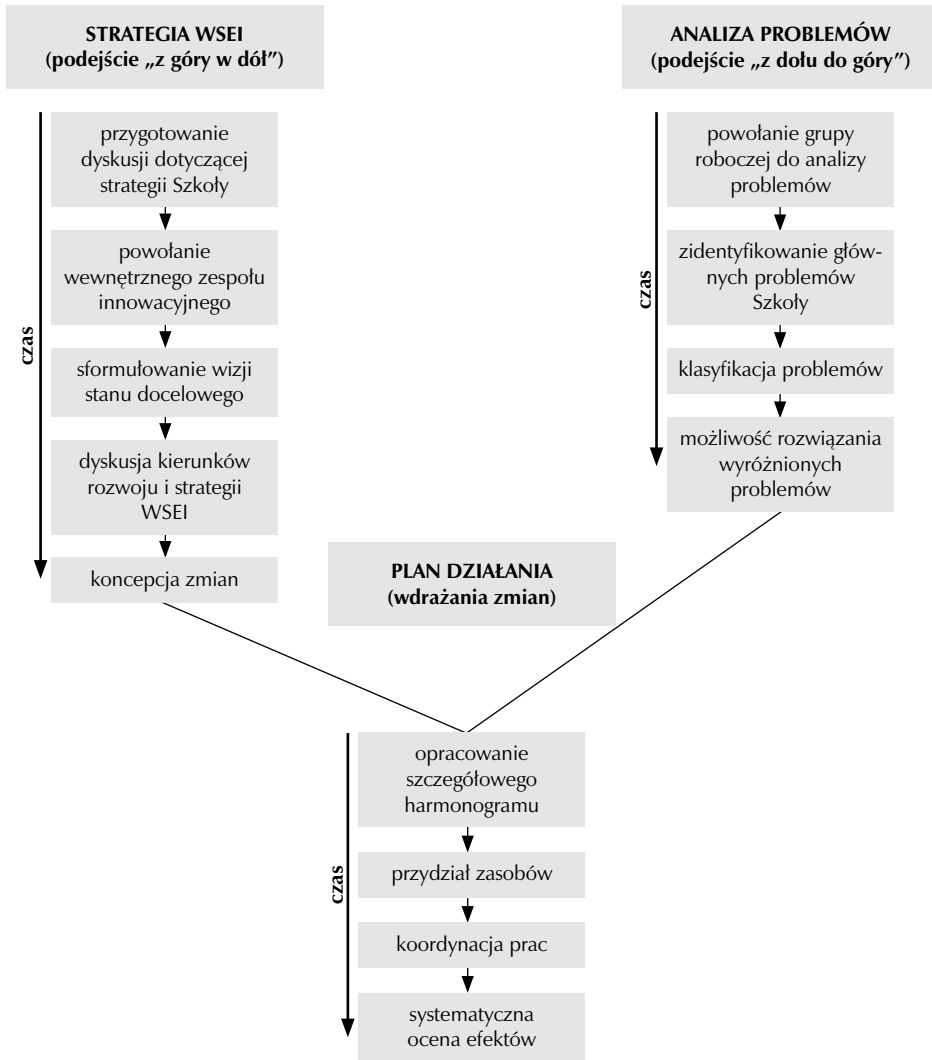 STRATEGIA WSEI
(podejście „z góry w dół”)
przygotowanie
dyskusji dotyczącej
strategii Szkoły
powołanie
wewnętrznego zespołu
innowacyjnego
sformułowanie wizji
stanu docelowego
dyskusja kierunków
rozwoju i strategii
WSEI
koncepcja zmian
czas
ANALIZA PROBLEMÓW
(podejście „z dołu do góry”)
powołanie grupy
roboczej do analizy
problemów
zidentyfikowanie głów-
nych problemów
Szkoły
klasyfikacja problemów
możliwość rozwiązania
wyróżnionych
problemów
czas
PLAN DZIAŁANIA
(wdrażania zmian)
opracowanie
szczegółowego
harmonogramu
przydział zasobów
koordynacja prac
systematyczna
ocena efektów
czas